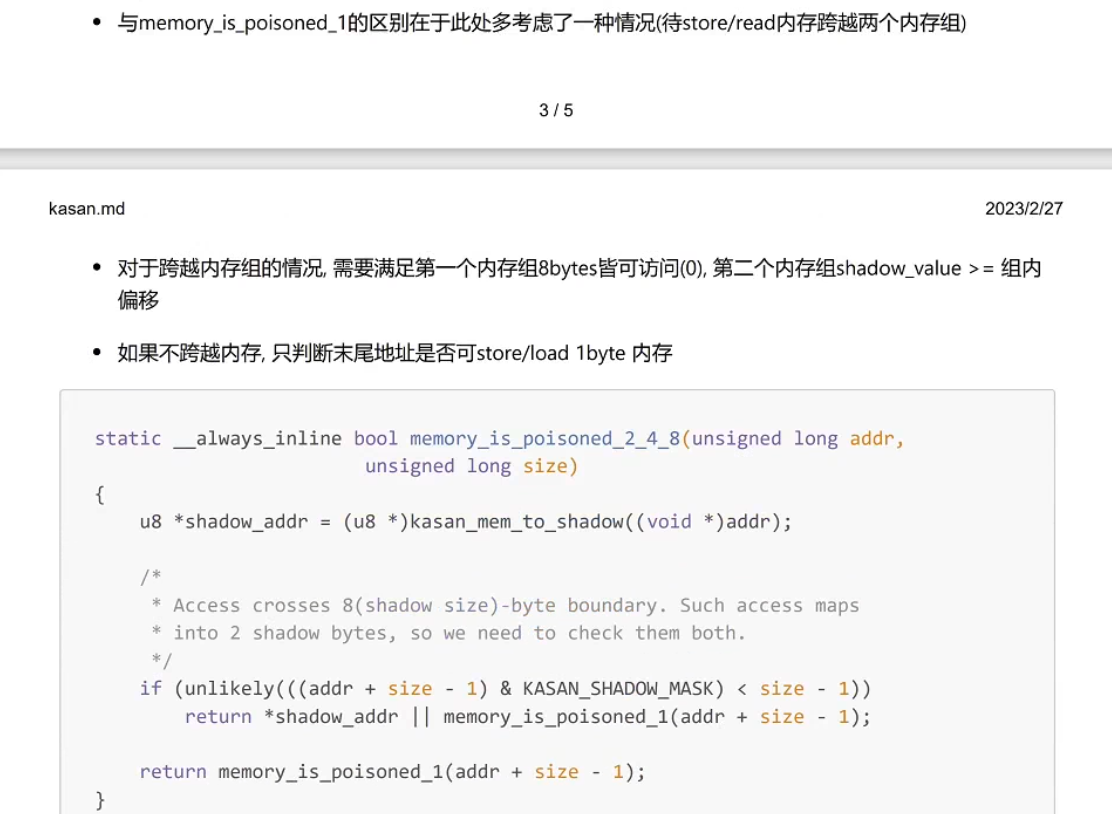 • 与memory_is_poisoned_1的区别在于此处多考虑了一种情况(待store/read内存跨越两个内存组)
3 / 5
kasan.md 2023/2/27
• 对于跨越内存组的情况, 需要满足第一个内存组8bytes皆可访问(0), 第二个内存组shadow_value >= 组内
偏移
• 如果不跨越内存, 只判断末尾地址是否可store/load 1byte 内存
static __always_inline bool memory_is_poisoned_2_4_8(unsigned long addr,
                        unsigned long size)
{
    u8 *shadow_addr = (u8 *)kasan_mem_to_shadow((void *)addr);
    /*
     * Access crosses 8(shadow size)-byte boundary. Such access maps
     * into 2 shadow bytes, so we need to check them both.
     */
    if (unlikely(((addr + size - 1) & KASAN_SHADOW_MASK) < size - 1))
        return *shadow_addr || memory_is_poisoned_1(addr + size - 1);
    return memory_is_poisoned_1(addr + size - 1);
}